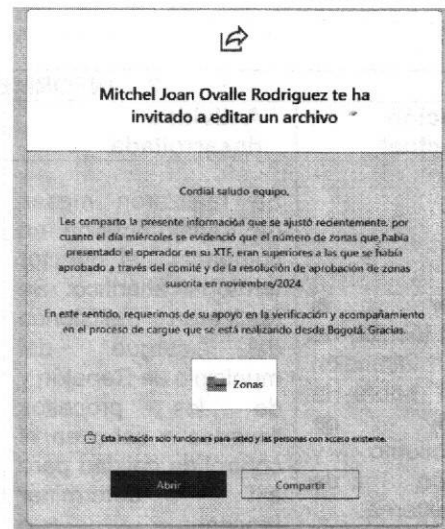 Mitchel Joan Ovalle Rodriguez te ha
invitado a editar un archivo
Cordial saludo equipo,
Les comparto la presente información que se ajustó recientemente, por
cuanto el día miércoles se evidenció que el número de zonas que había
presentado el operador en su XTF, eran superiores a las que se había
aprobado a través del comité y de la resolución de aprobación de zonas
suscrita en noviembre/2024.
En este sentido, requerimos de su apoyo en la verificación y acompañamiento
en el proceso de cargue que se está realizando desde Bogotá. Gracias.
Zonas
Esta invitación solo funcionará para usted y las personas con acceso existente.
Abrir
Compartir